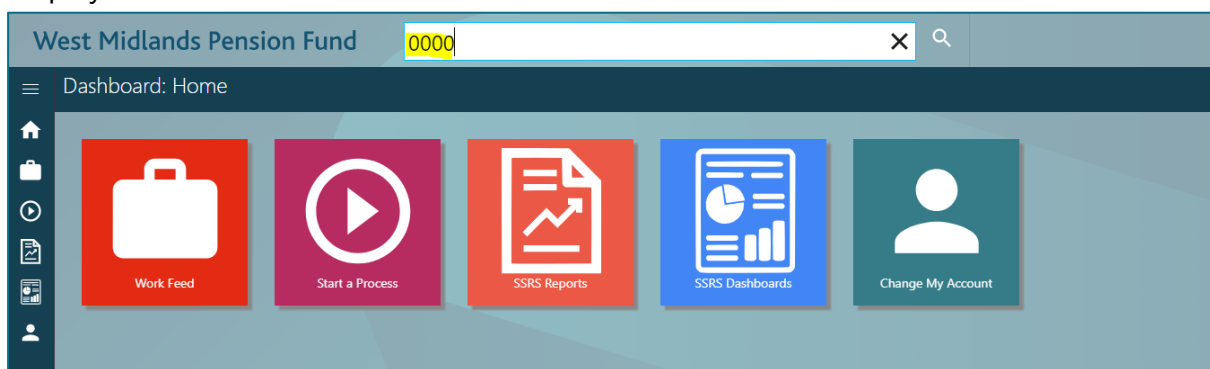 West Midlands Pension Fund 0000
Dashboard: Home
Work Feed
Start a Process
SSRS Reports
SSRS Dashboards
Change My Account